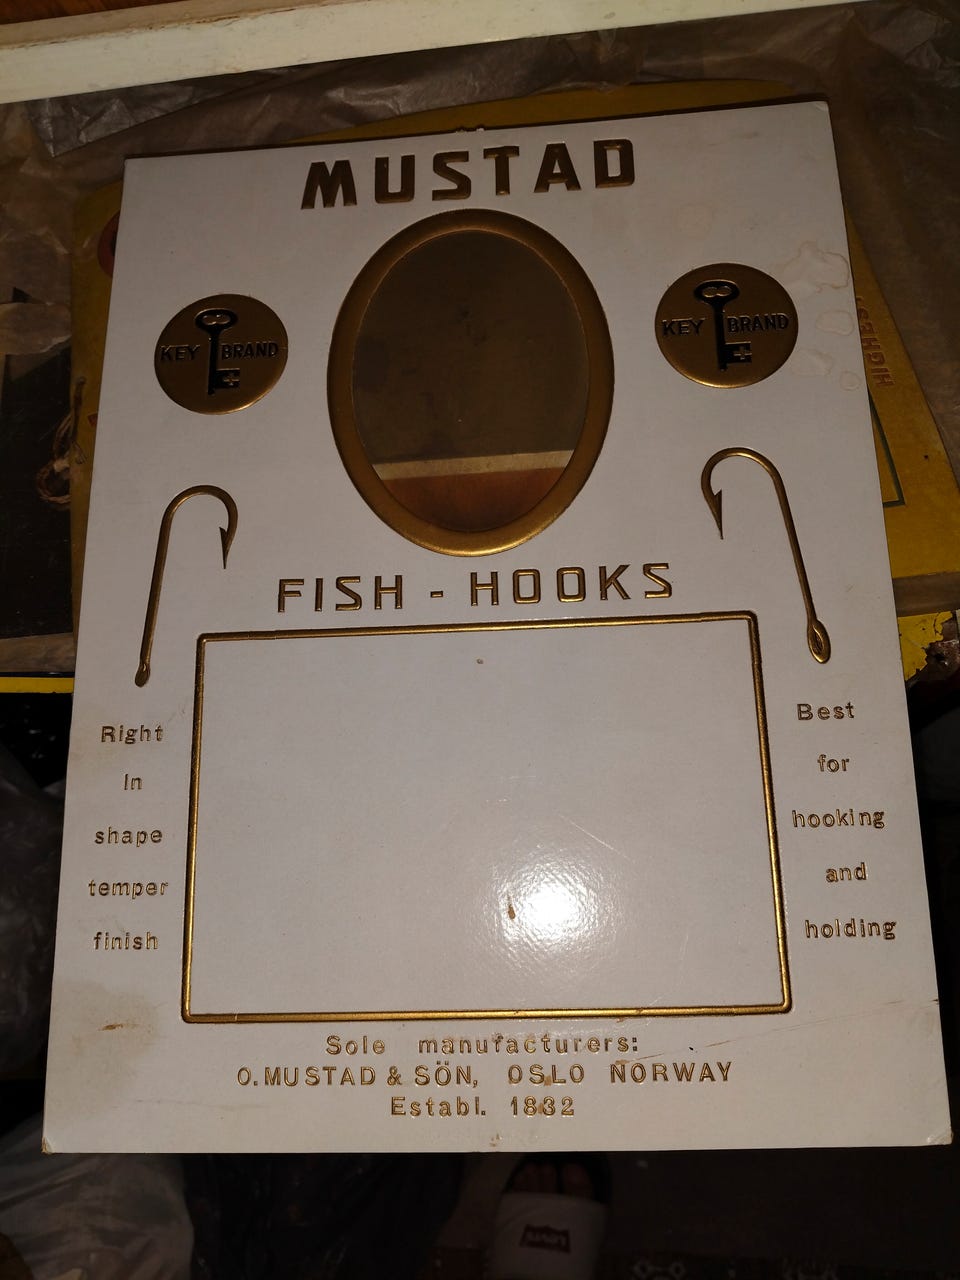 MUSTAD
KEY BRAND
KEY BRAND
HIGHES
FISH - HOOKS
Right
in
shape
temper
finish
Best
for
hooking
and
holding
Sole manufacturers:
O. MUSTAD & SÖN, OSLO NORWAY
Establ. 1832